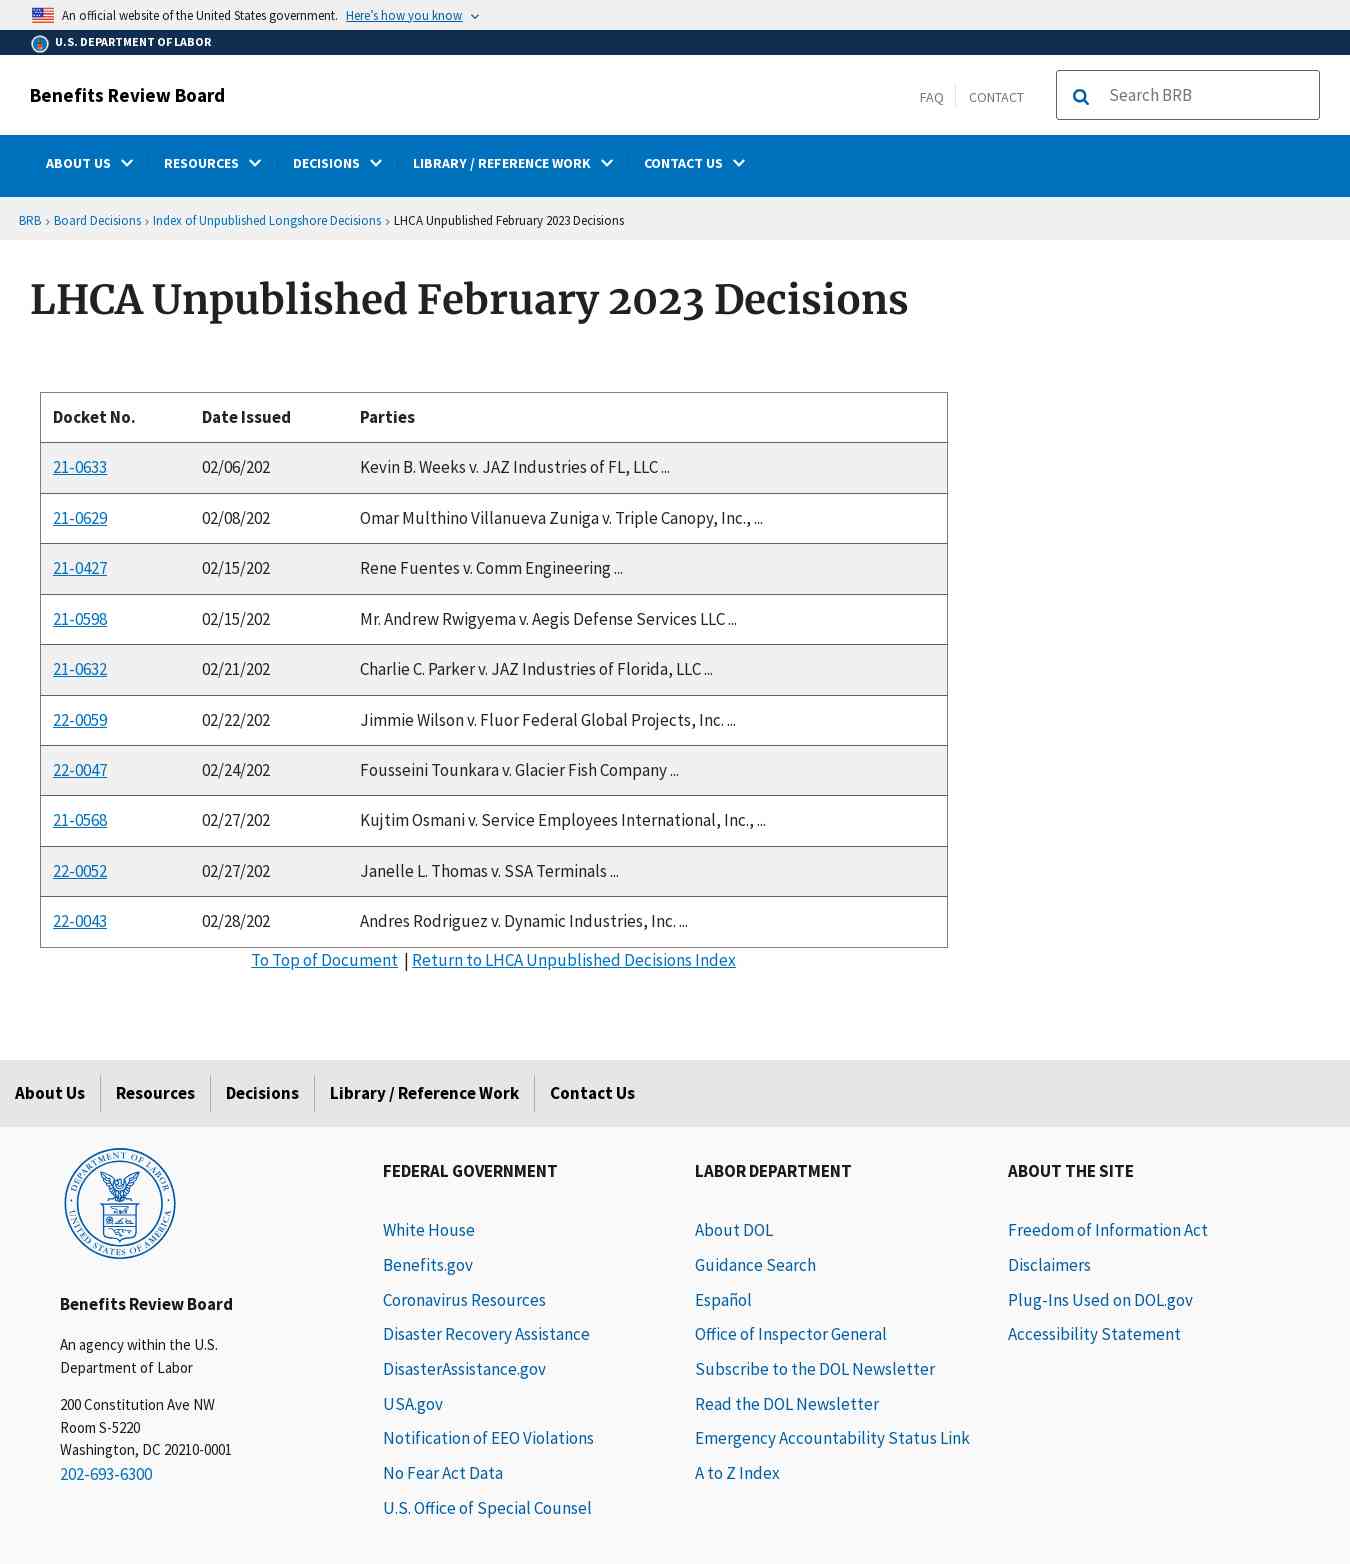 An official website of the United States government. Here's how you know
U.S. DEPARTMENT OF LABOR
Benefits Review Board
FAQ CONTACT Search BRB
ABOUT US RESOURCES DECISIONS LIBRARY / REFERENCE WORK CONTACT US
BRB › Board Decisions › Index of Unpublished Longshore Decisions › LHCA Unpublished February 2023 Decisions
LHCA Unpublished February 2023 Decisions
Docket No. Date Issued Parties
21-0633 02/06/202 Kevin B. Weeks v. JAZ Industries of FL, LLC ...
21-0629 02/08/202 Omar Multhino Villanueva Zuniga v. Triple Canopy, Inc., ...
21-0427 02/15/202 Rene Fuentes v. Comm Engineering ...
21-0598 02/15/202 Mr. Andrew Rwigyema v. Aegis Defense Services LLC ...
21-0632 02/21/202 Charlie C. Parker v. JAZ Industries of Florida, LLC ...
22-0059 02/22/202 Jimmie Wilson v. Fluor Federal Global Projects, Inc. ...
22-0047 02/24/202 Fousseini Tounkara v. Glacier Fish Company ...
21-0568 02/27/202 Kujtim Osmani v. Service Employees International, Inc., ...
22-0052 02/27/202 Janelle L. Thomas v. SSA Terminals ...
22-0043 02/28/202 Andres Rodriguez v. Dynamic Industries, Inc. ...
To Top of Document | Return to LHCA Unpublished Decisions Index
About Us Resources Decisions Library / Reference Work Contact Us
DEPARTMENT OF LABOR
UNITED STATES OF AMERICA
Benefits Review Board
An agency within the U.S.
Department of Labor
200 Constitution Ave NW
Room S-5220
Washington, DC 20210-0001
202-693-6300
FEDERAL GOVERNMENT
White House
Benefits.gov
Coronavirus Resources
Disaster Recovery Assistance
DisasterAssistance.gov
USA.gov
Notification of EEO Violations
No Fear Act Data
U.S. Office of Special Counsel
LABOR DEPARTMENT
About DOL
Guidance Search
Español
Office of Inspector General
Subscribe to the DOL Newsletter
Read the DOL Newsletter
Emergency Accountability Status Link
A to Z Index
ABOUT THE SITE
Freedom of Information Act
Disclaimers
Plug-Ins Used on DOL.gov
Accessibility Statement